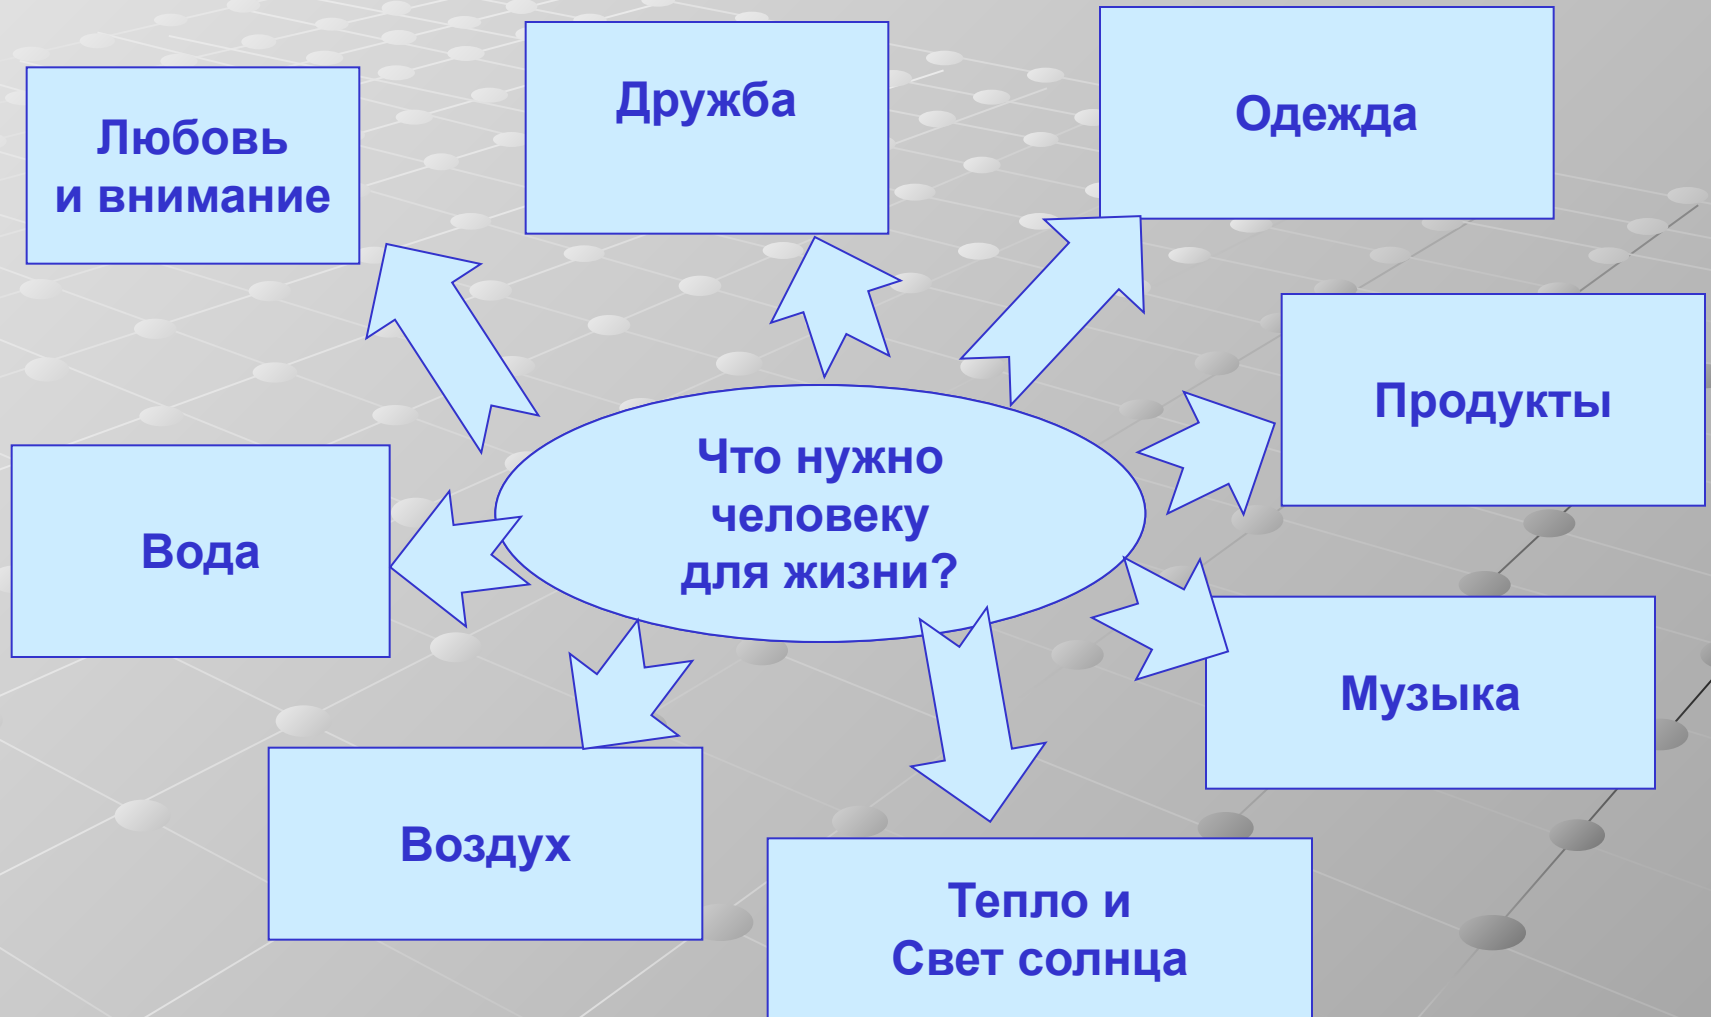 Дружба
Одежда
Любовь
и внимание
Продукты
Что нужно
человеку
для жизни?
Вода
Музыка
Воздух
Тепло и
Свет солнца